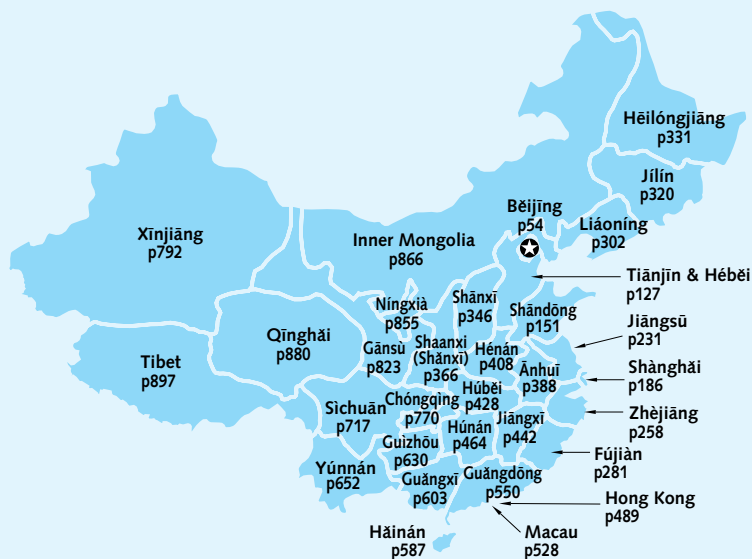 Hēilóngjiāng
p331
Jílín
p320
Běijīng
p54
Liáoníng
p302
Xīnjiāng
p792
Inner Mongolia
p866
Tiānjīn & Héběi
p127
Níngxià
p855
Shānxī
p346
Shāndōng
p151
Jiāngsū
p231
Qīnghǎi
p880
Gānsù
p823
Shaanxi
(Shǎnxī)
p366
Hénán
p408
Ānhuī
p388
Tibet
p897
Shànghǎi
p186
Sìchuān
p717
Chóngqìng
p770
Húběi
p428
Zhèjiāng
p258
Jiāngxī
p442
Húnán
p464
Guìzhōu
p630
Fújiàn
p281
Yúnnán
p652
Guǎngxī
p603
Guǎngdōng
p550
Hong Kong
p489
Hǎinán
p587
Macau
p528